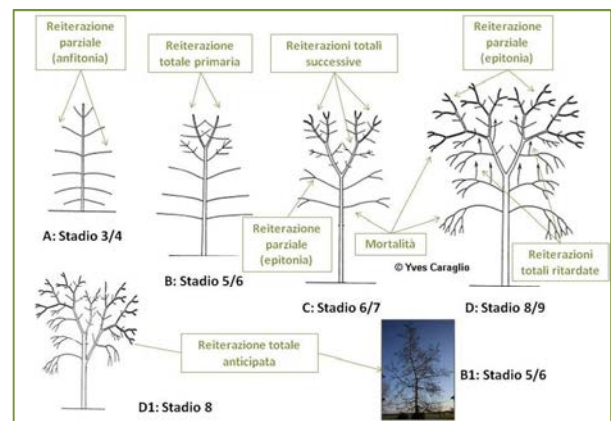 Reiterazione
parziale
(anfitonia)
Reiterazione
totale primaria
Reiterazioni totali
successive
Reiterazione
parziale
(epitonia)
A: Stadio 3/4
B: Stadio 5/6
Reiterazione
parziale
(epitonia)
C: Stadio 6/7
Mortalità
© Yves Caraglio
Reiterazioni
totali ritardate
D: Stadio 8/9
Reiterazione totale
anticipata
D1: Stadio 8
B1: Stadio 5/6